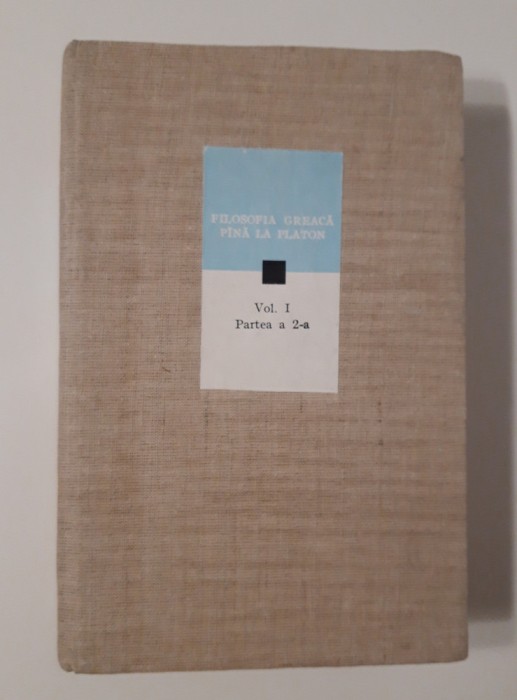 FILOSOFIA GREACĂ
PÎNĂ LA PLATON
Vol. I
Partea a 2-a